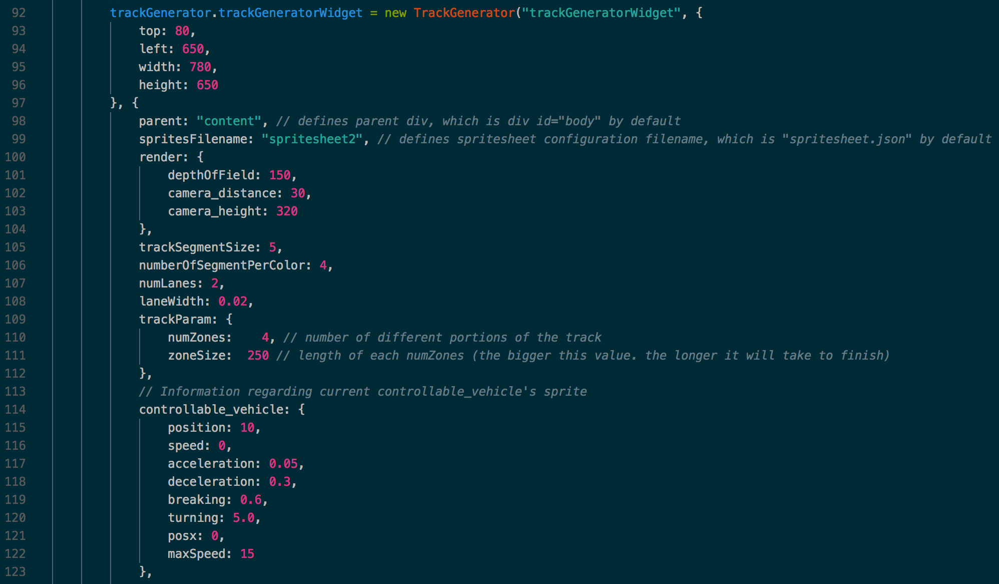 92 trackGenerator.trackGeneratorWidget = new TrackGenerator("trackGeneratorWidget", {
93 top: 80,
94 left: 650,
95 width: 780,
96 height: 650
97 }, {
98 parent: "content", // defines parent div, which is div id="body" by default
99 spritesFilename: "spritesheet2", // defines spritesheet configuration filename, which is "spritesheet.json" by default
100 render: {
101 depthOfField: 150,
102 camera_distance: 30,
103 camera_height: 320
104 },
105 trackSegmentSize: 5,
106 numberOfSegmentPerColor: 4,
107 numLanes: 2,
108 laneWidth: 0.02,
109 trackParam: {
110 numZones:    4, // number of different portions of the track
111 zoneSize:  250 // length of each numZones (the bigger this value. the longer it will take to finish)
112 },
113 // Information regarding current controllable_vehicle's sprite
114 controllable_vehicle: {
115 position: 10,
116 speed: 0,
117 acceleration: 0.05,
118 deceleration: 0.3,
119 breaking: 0.6,
120 turning: 5.0,
121 posx: 0,
122 maxSpeed: 15
123 },